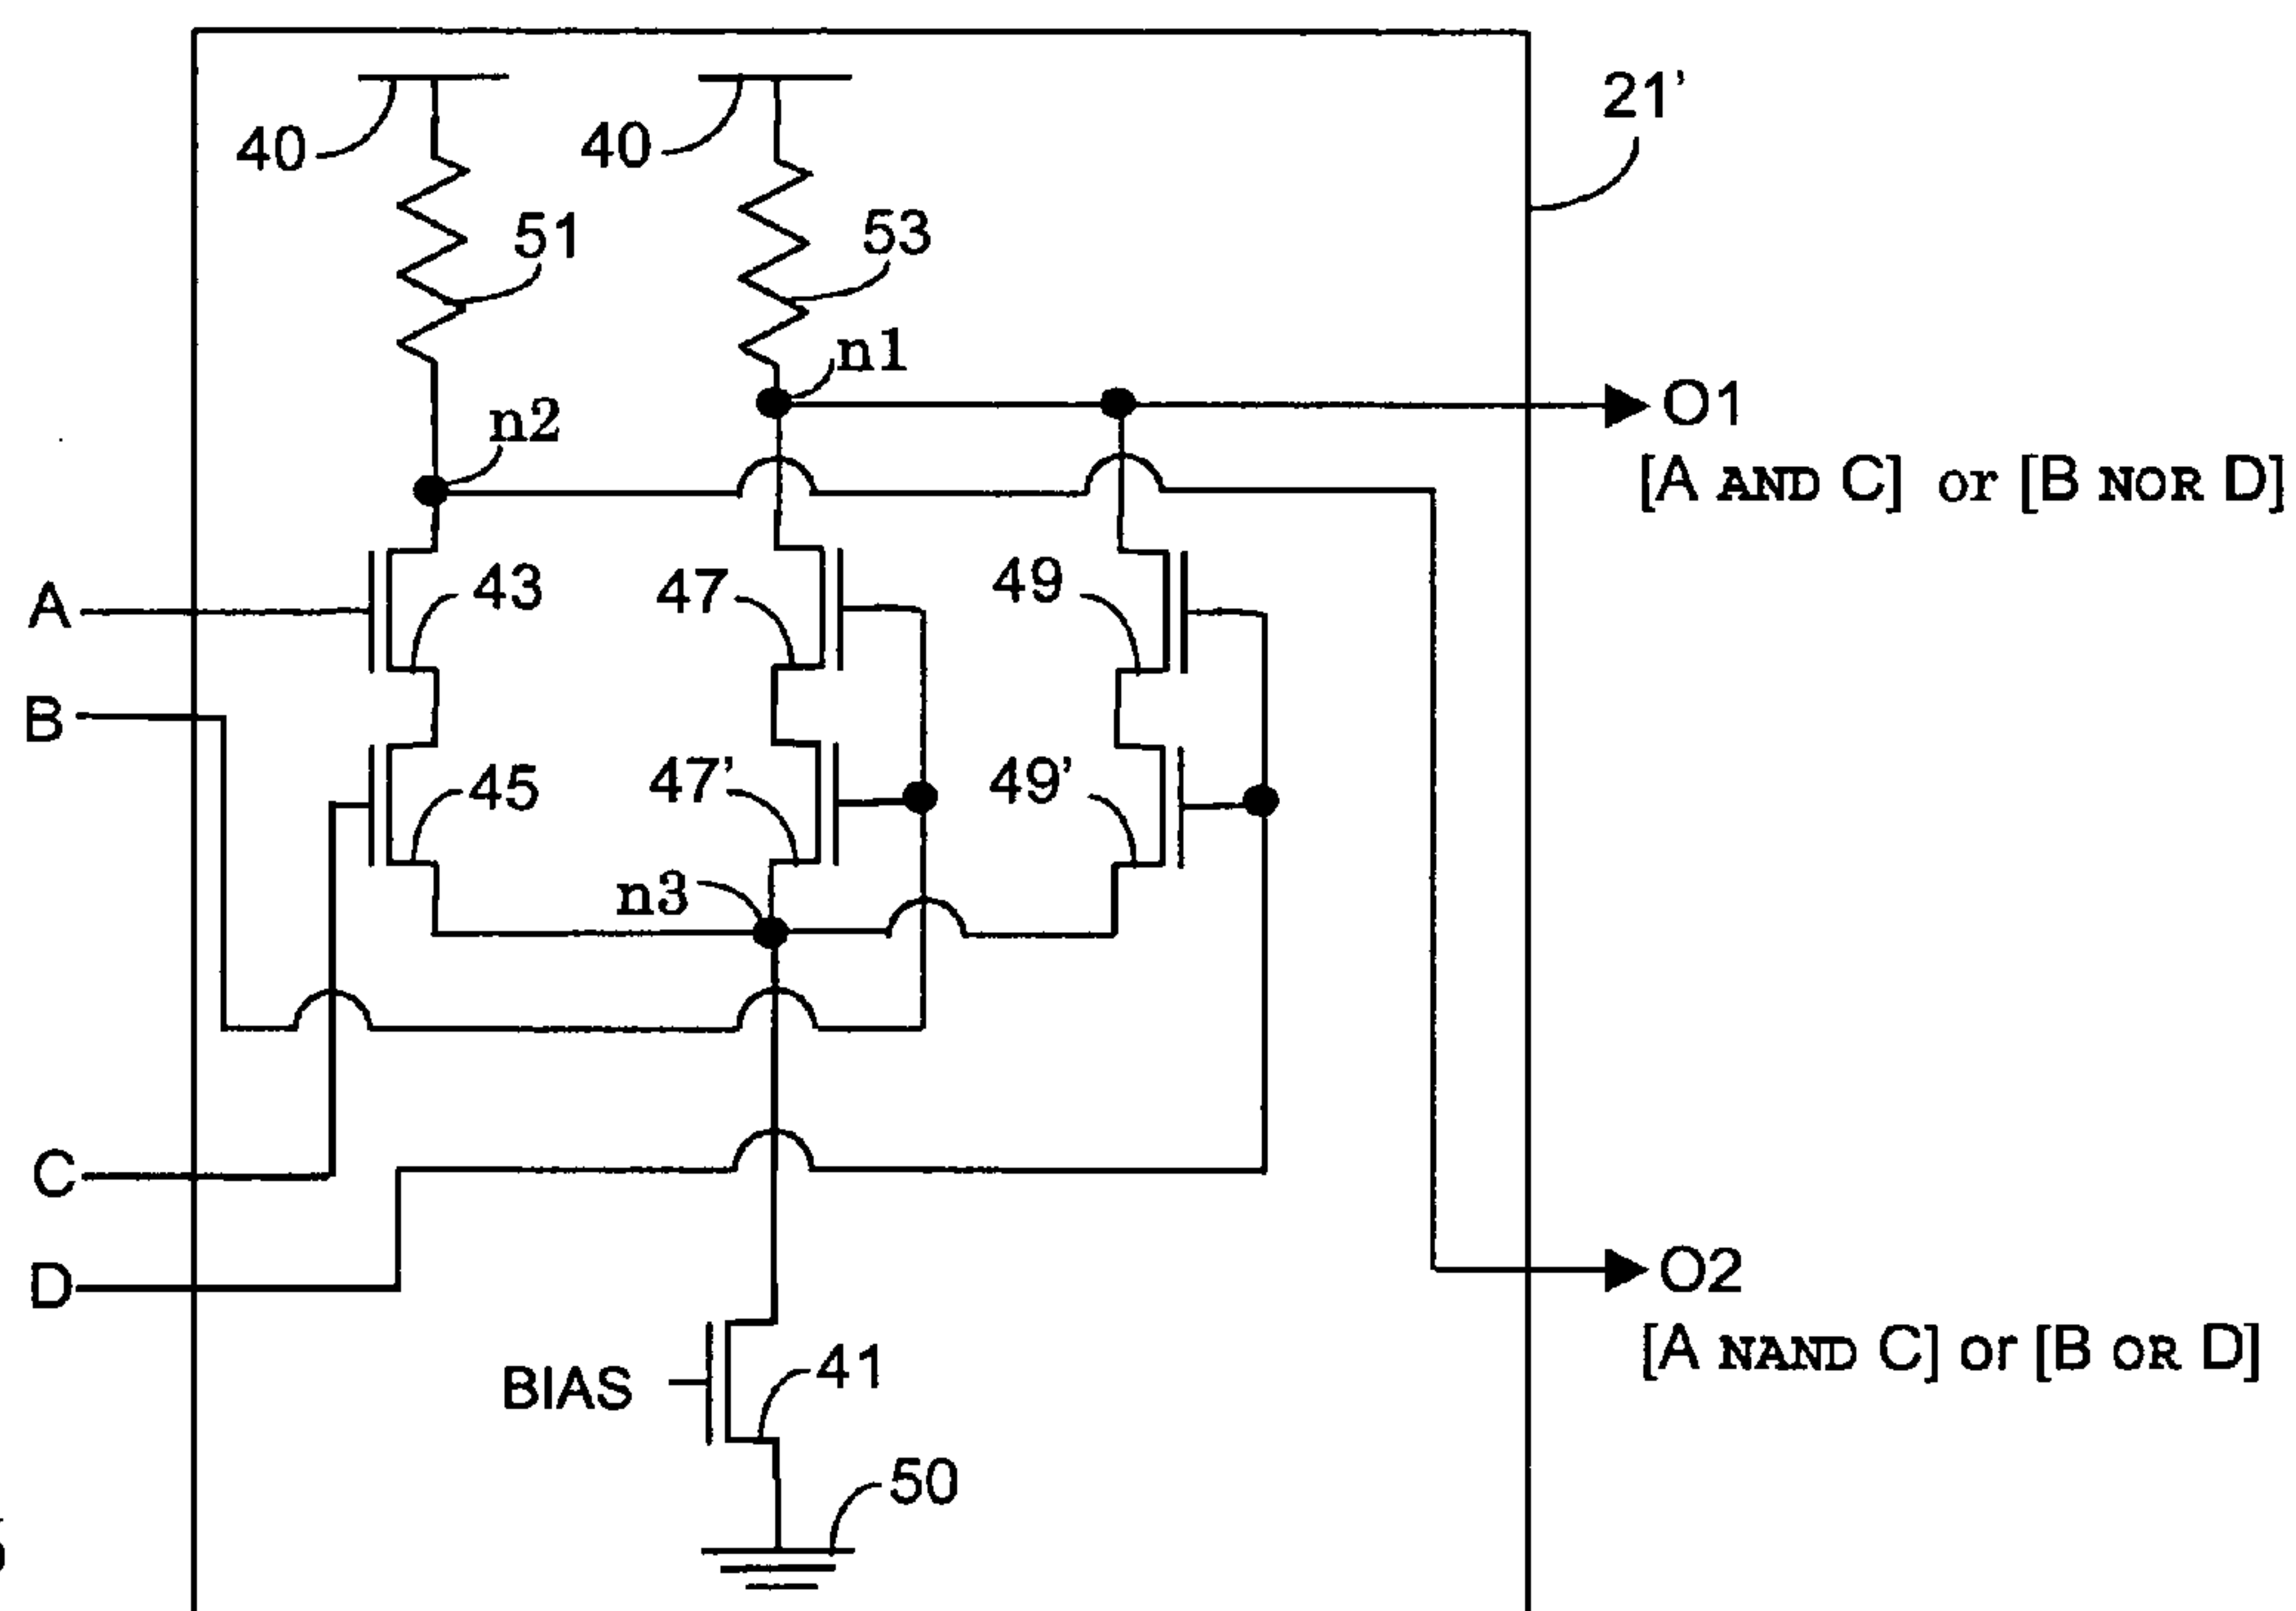 40
40
21’
51
53
n1
n2
O1
[A AND C] or [B NOR D]
A
43
47
49
B
45
47’
49’
n3
C
D
O2
[A NAND C] or [B OR D]
BIAS
41
50